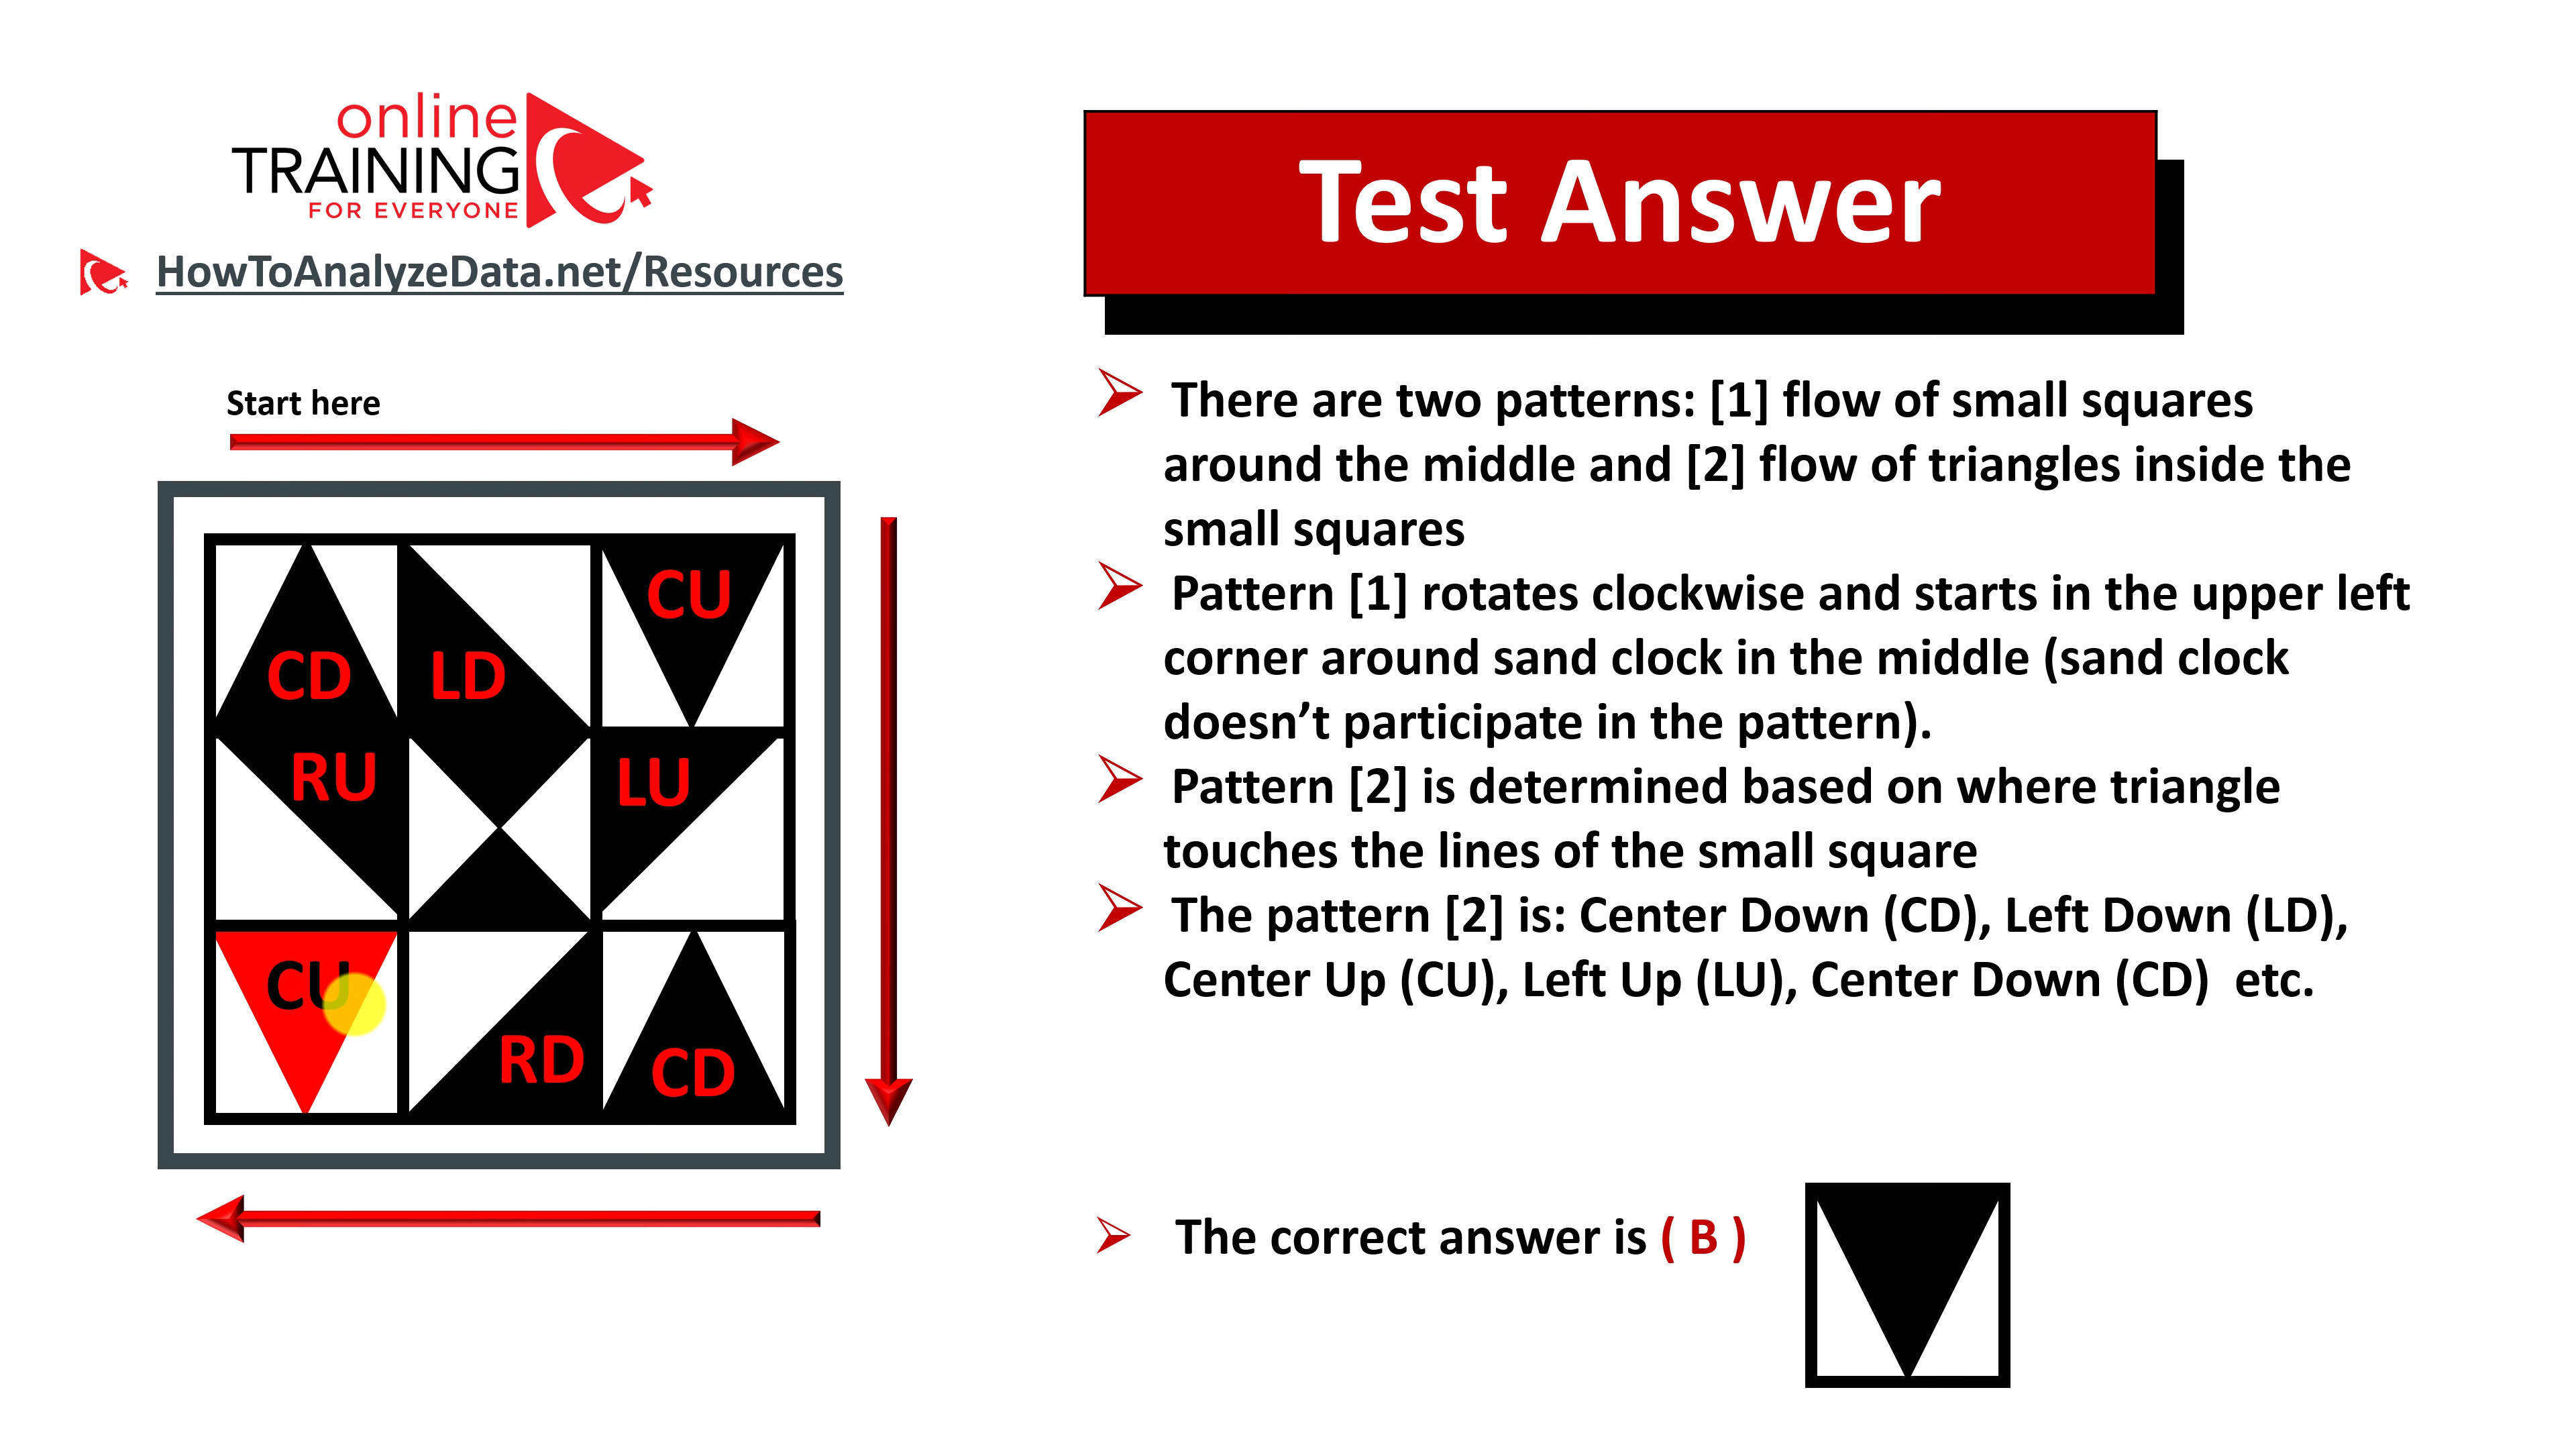 online
TRAINING
FOR EVERYONE
HowToAnalyzeData.net/Resources
Test Answer
Start here
CD
LD
CU
RU
LU
CU
RD
CD
There are two patterns: [1] flow of small squares
around the middle and [2] flow of triangles inside the
small squares
Pattern [1] rotates clockwise and starts in the upper left
corner around sand clock in the middle (sand clock
doesn’t participate in the pattern).
Pattern [2] is determined based on where triangle
touches the lines of the small square
The pattern [2] is: Center Down (CD), Left Down (LD),
Center Up (CU), Left Up (LU), Center Down (CD) etc.
The correct answer is ( B )